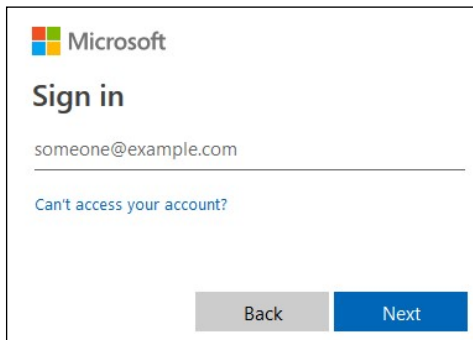 Microsoft
Sign in
someone@example.com
Can't access your account?
Back Next